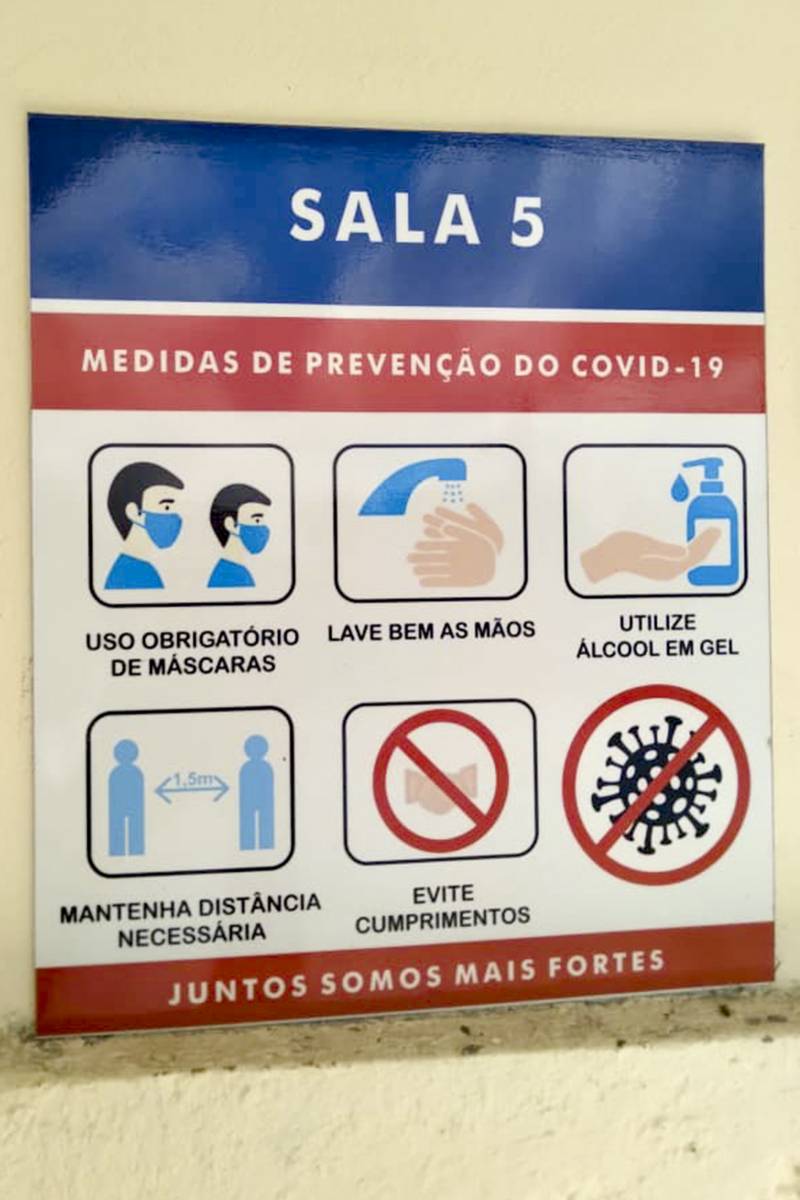 SALA 5
MEDIDAS DE PREVENÇÃO DO COVID-19
USO OBRIGATÓRIO
DE MÁSCARAS
LAVE BEM AS MÃOS
UTILIZE
ÁLCOOL EM GEL
1,5m
MANTENHA DISTÂNCIA
NECESSÁRIA
EVITE
CUMPRIMENTOS
JUNTOS SOMOS MAIS FORTES